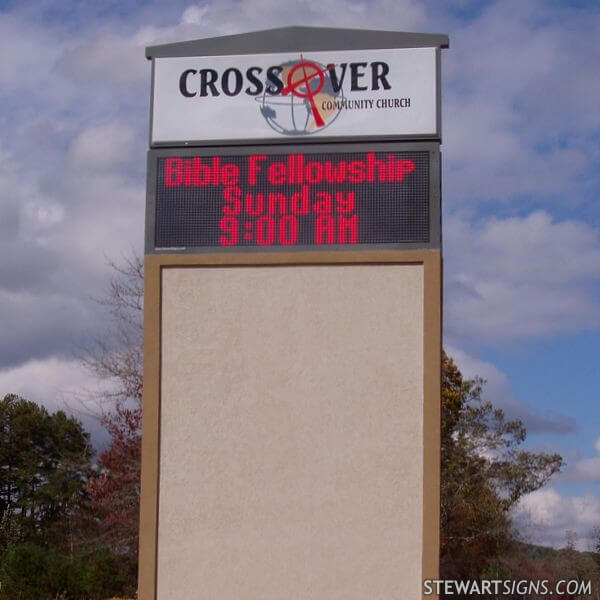 CROSSOVER
COMMUNITY CHURCH
Bible Fellowship
Sunday
9:00 AM
STEWARTSIGNS.COM